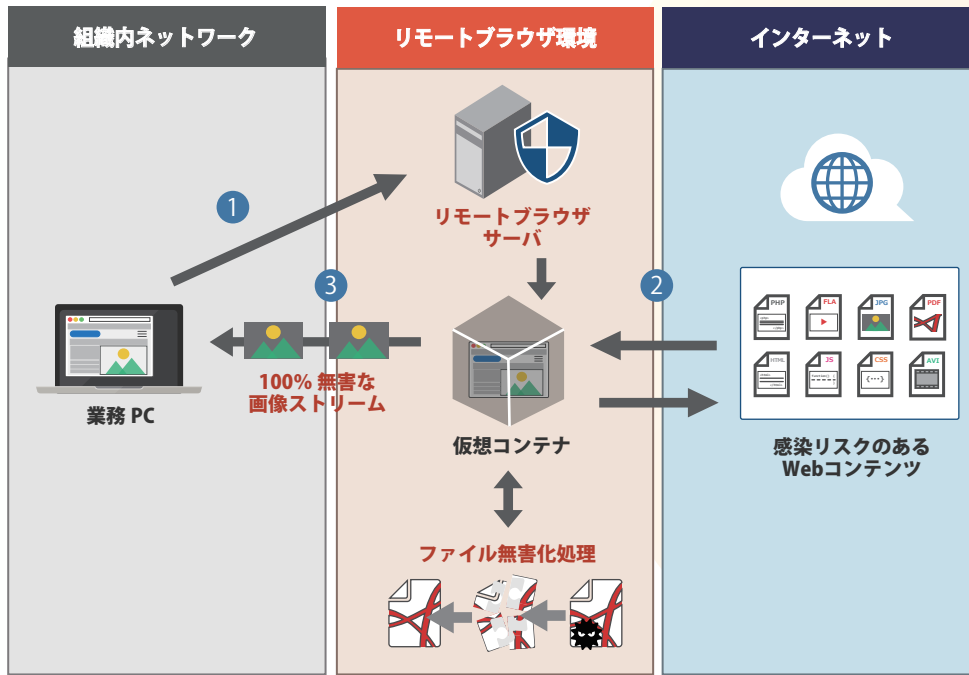 組織内ネットワーク
リモートブラウザ環境
インターネット
1
リモートブラウザ
サーバ
3
2
PHP
FLA
JPG
PDF
HTML
JS
CSS
AVI
{···}
100% 無害な
画像ストリーム
業務 PC
仮想コンテナ
感染リスクのある
Webコンテンツ
ファイル無害化処理